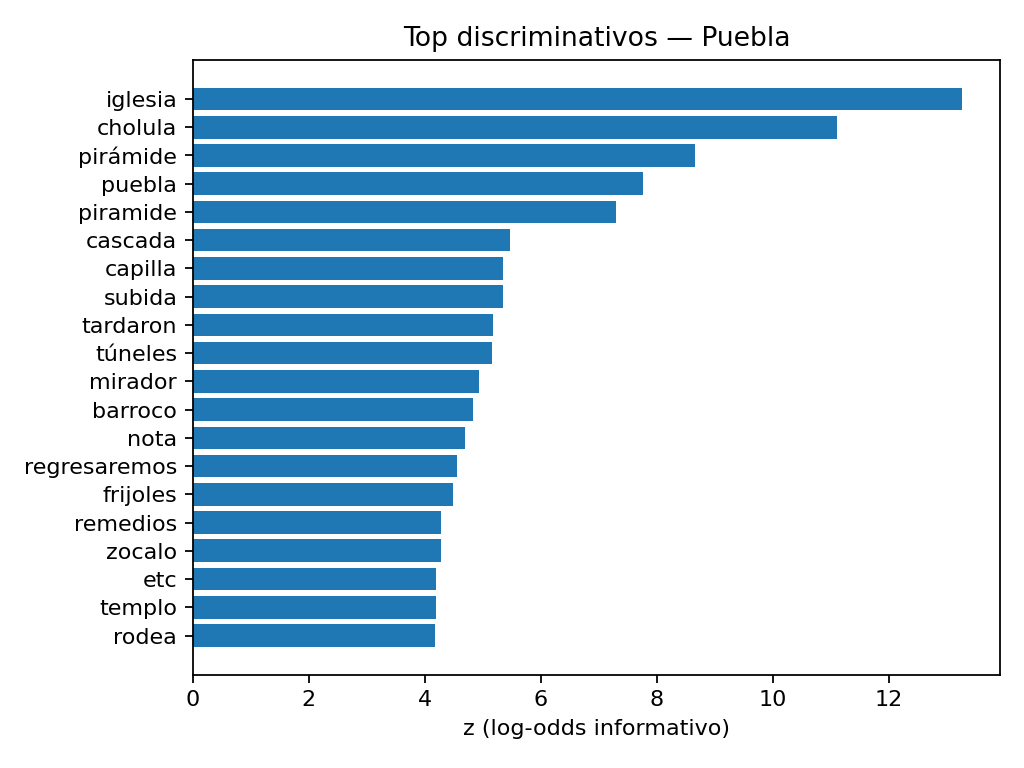 Top discriminativos — Puebla
iglesia
cholula
pirámide
puebla
piramide
cascada
capilla
subida
tardaron
túneles
mirador
barroco
nota
regresaremos
frijoles
remedios
zocalo
etc
templo
rodea
0 2 4 6 8 10 12
z (log-odds informativo)